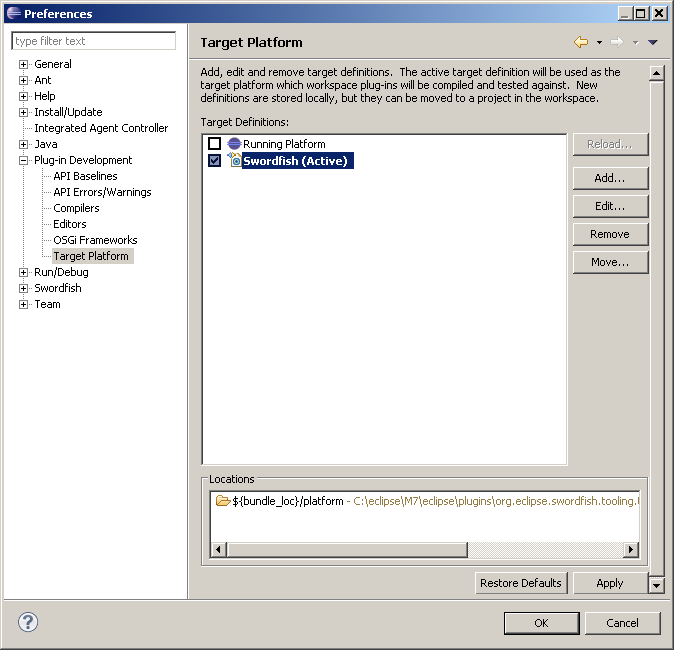 Preferences
type filter text
General
Ant
Help
Install/Update
Integrated Agent Controller
Java
Plug-in Development
API Baselines
API Errors/Warnings
Compilers
Editors
OSGi Frameworks
Target Platform
Run/Debug
Swordfish
Team
Target Platform
Add, edit and remove target definitions. The active target definition will be used as the
target platform which workspace plug-ins will be compiled and tested against. New
definitions are stored locally, but they can be moved to a project in the workspace.
Target Definitions:
Running Platform
Swordfish (Active)
Reload...
Add...
Edit...
Remove
Move...
Locations
${bundle_loc}/platform - C:\eclipse\M7\eclipse\plugins\org.eclipse.swordfish.tooling.
Restore Defaults
Apply
?
OK
Cancel